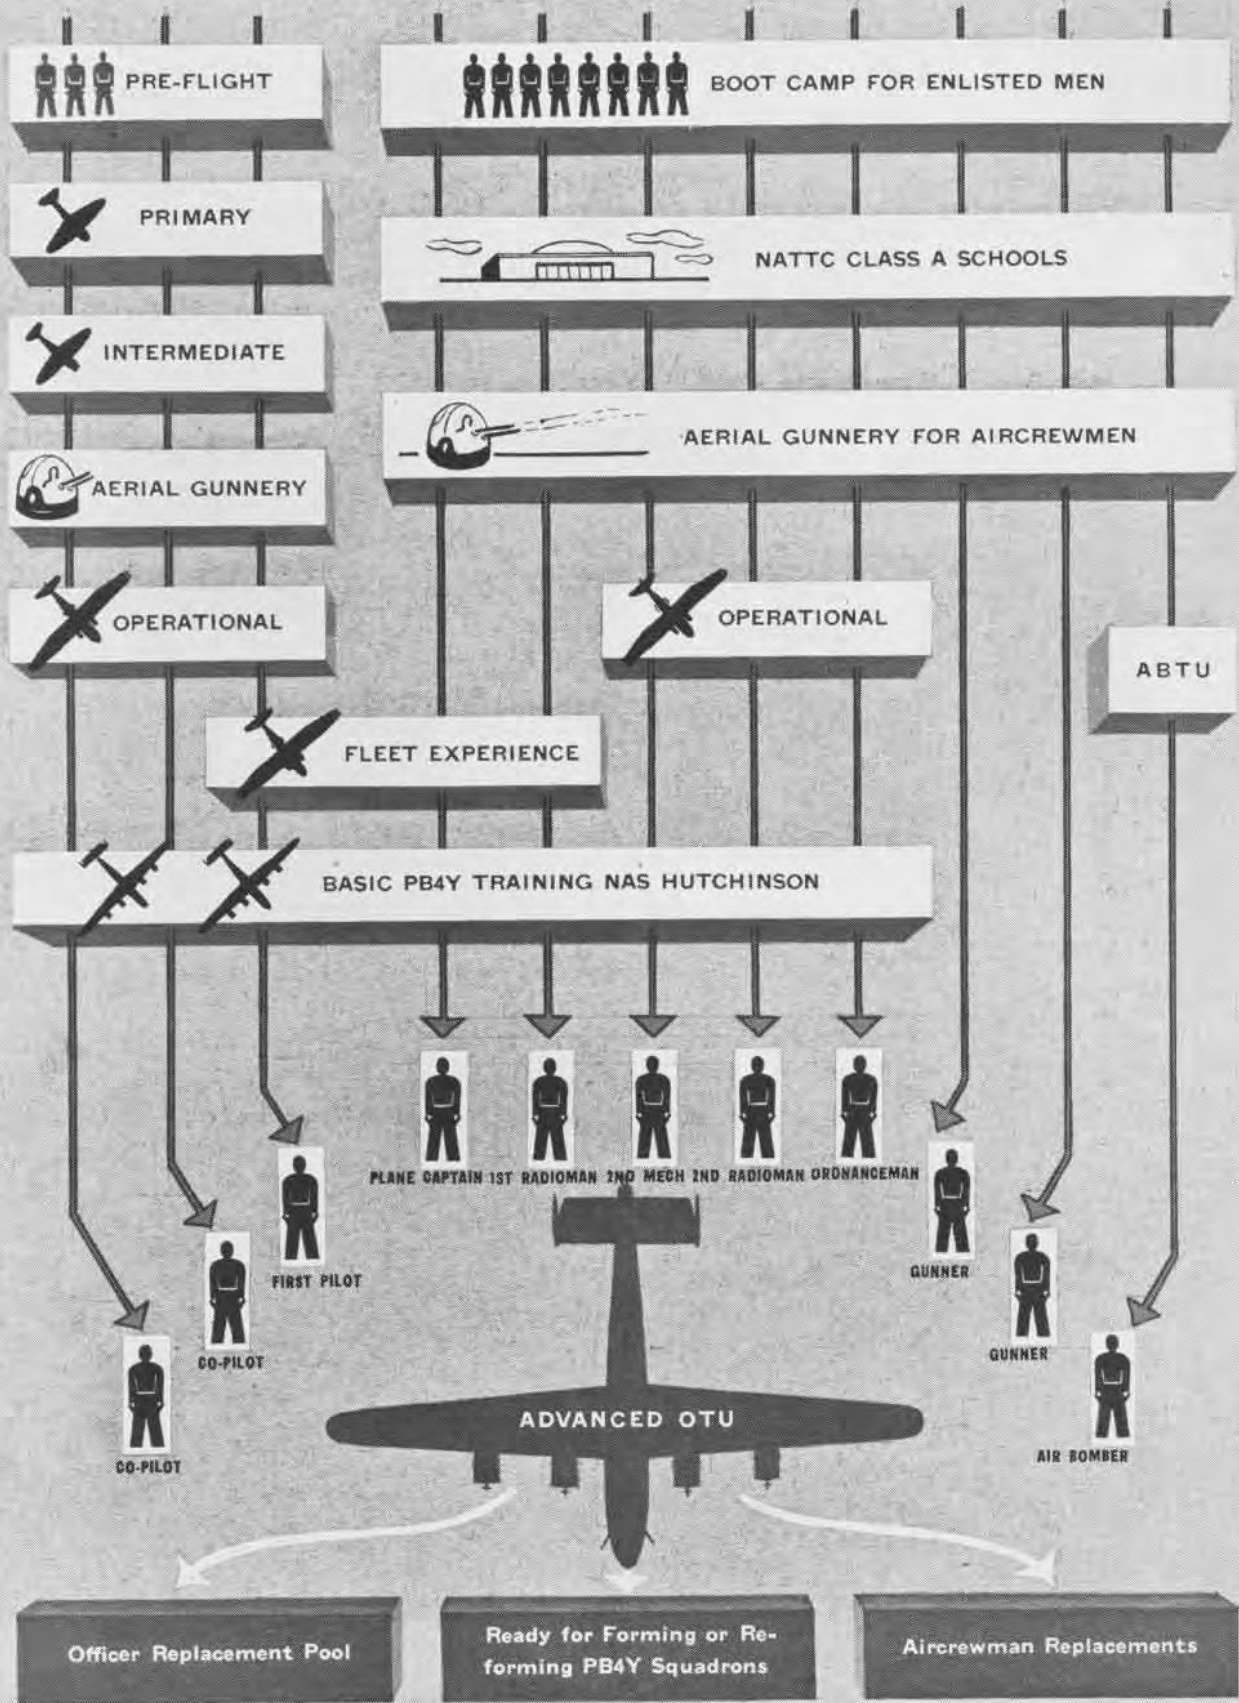 PRE-FLIGHT
BOOT CAMP FOR ENLISTED MEN
PRIMARY
NATTC CLASS A SCHOOLS
INTERMEDIATE
AERIAL GUNNERY FOR AIRCREWMEN
AERIAL GUNNERY
OPERATIONAL
OPERATIONAL
ABTU
FLEET EXPERIENCE
BASIC PB4Y TRAINING NAS HUTCHINSON
PLANE CAPTAIN
1ST RADIOMAN
2ND MECH
2ND RADIOMAN
ORDNANCEMAN
FIRST PILOT
GUNNER
CO-PILOT
GUNNER
CO-PILOT
AIR BOMBER
ADVANCED OTU
Officer Replacement Pool
Ready for Forming or Re-
forming PB4Y Squadrons
Aircrewman Replacements